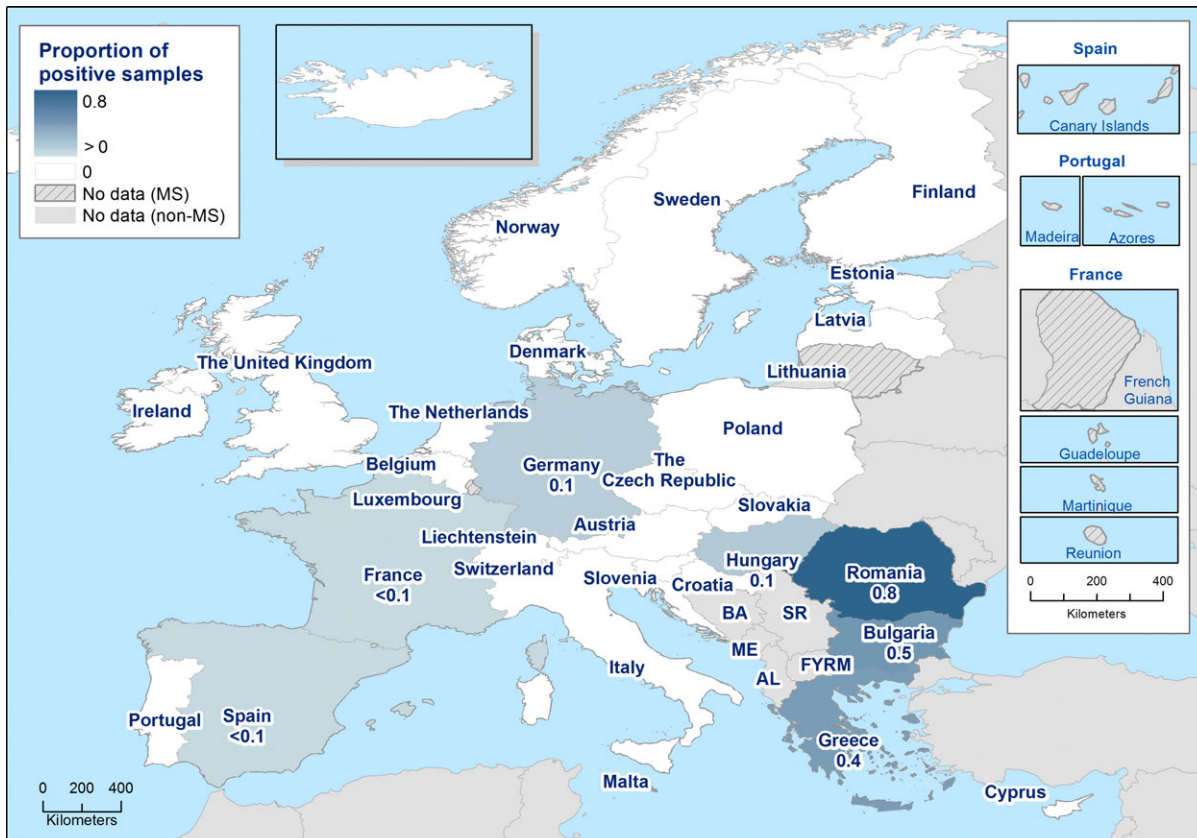 Proportion of
positive samples
0.8
> 0
0
No data (MS)
No data (non-MS)
Norway
Sweden
Finland
Estonia
Latvia
Lithuania
Denmark
The United Kingdom
Ireland
The Netherlands
Belgium
Luxembourg
Germany
0.1
Poland
The
Czech Republic
Slovakia
Austria
Liechtenstein
Switzerland
France
<0.1
Slovenia
Croatia
Hungary
0.1
Romania
0.8
BA
SR
Bulgaria
0.5
ME
FYRM
AL
Italy
Portugal
Spain
<0.1
Greece
0.4
Malta
Cyprus
0 200 400
Kilometers
Spain
Canary Islands
Portugal
Madeira
Azores
France
French
Guiana
Guadeloupe
Martinique
Reunion
0 200 400
Kilometers